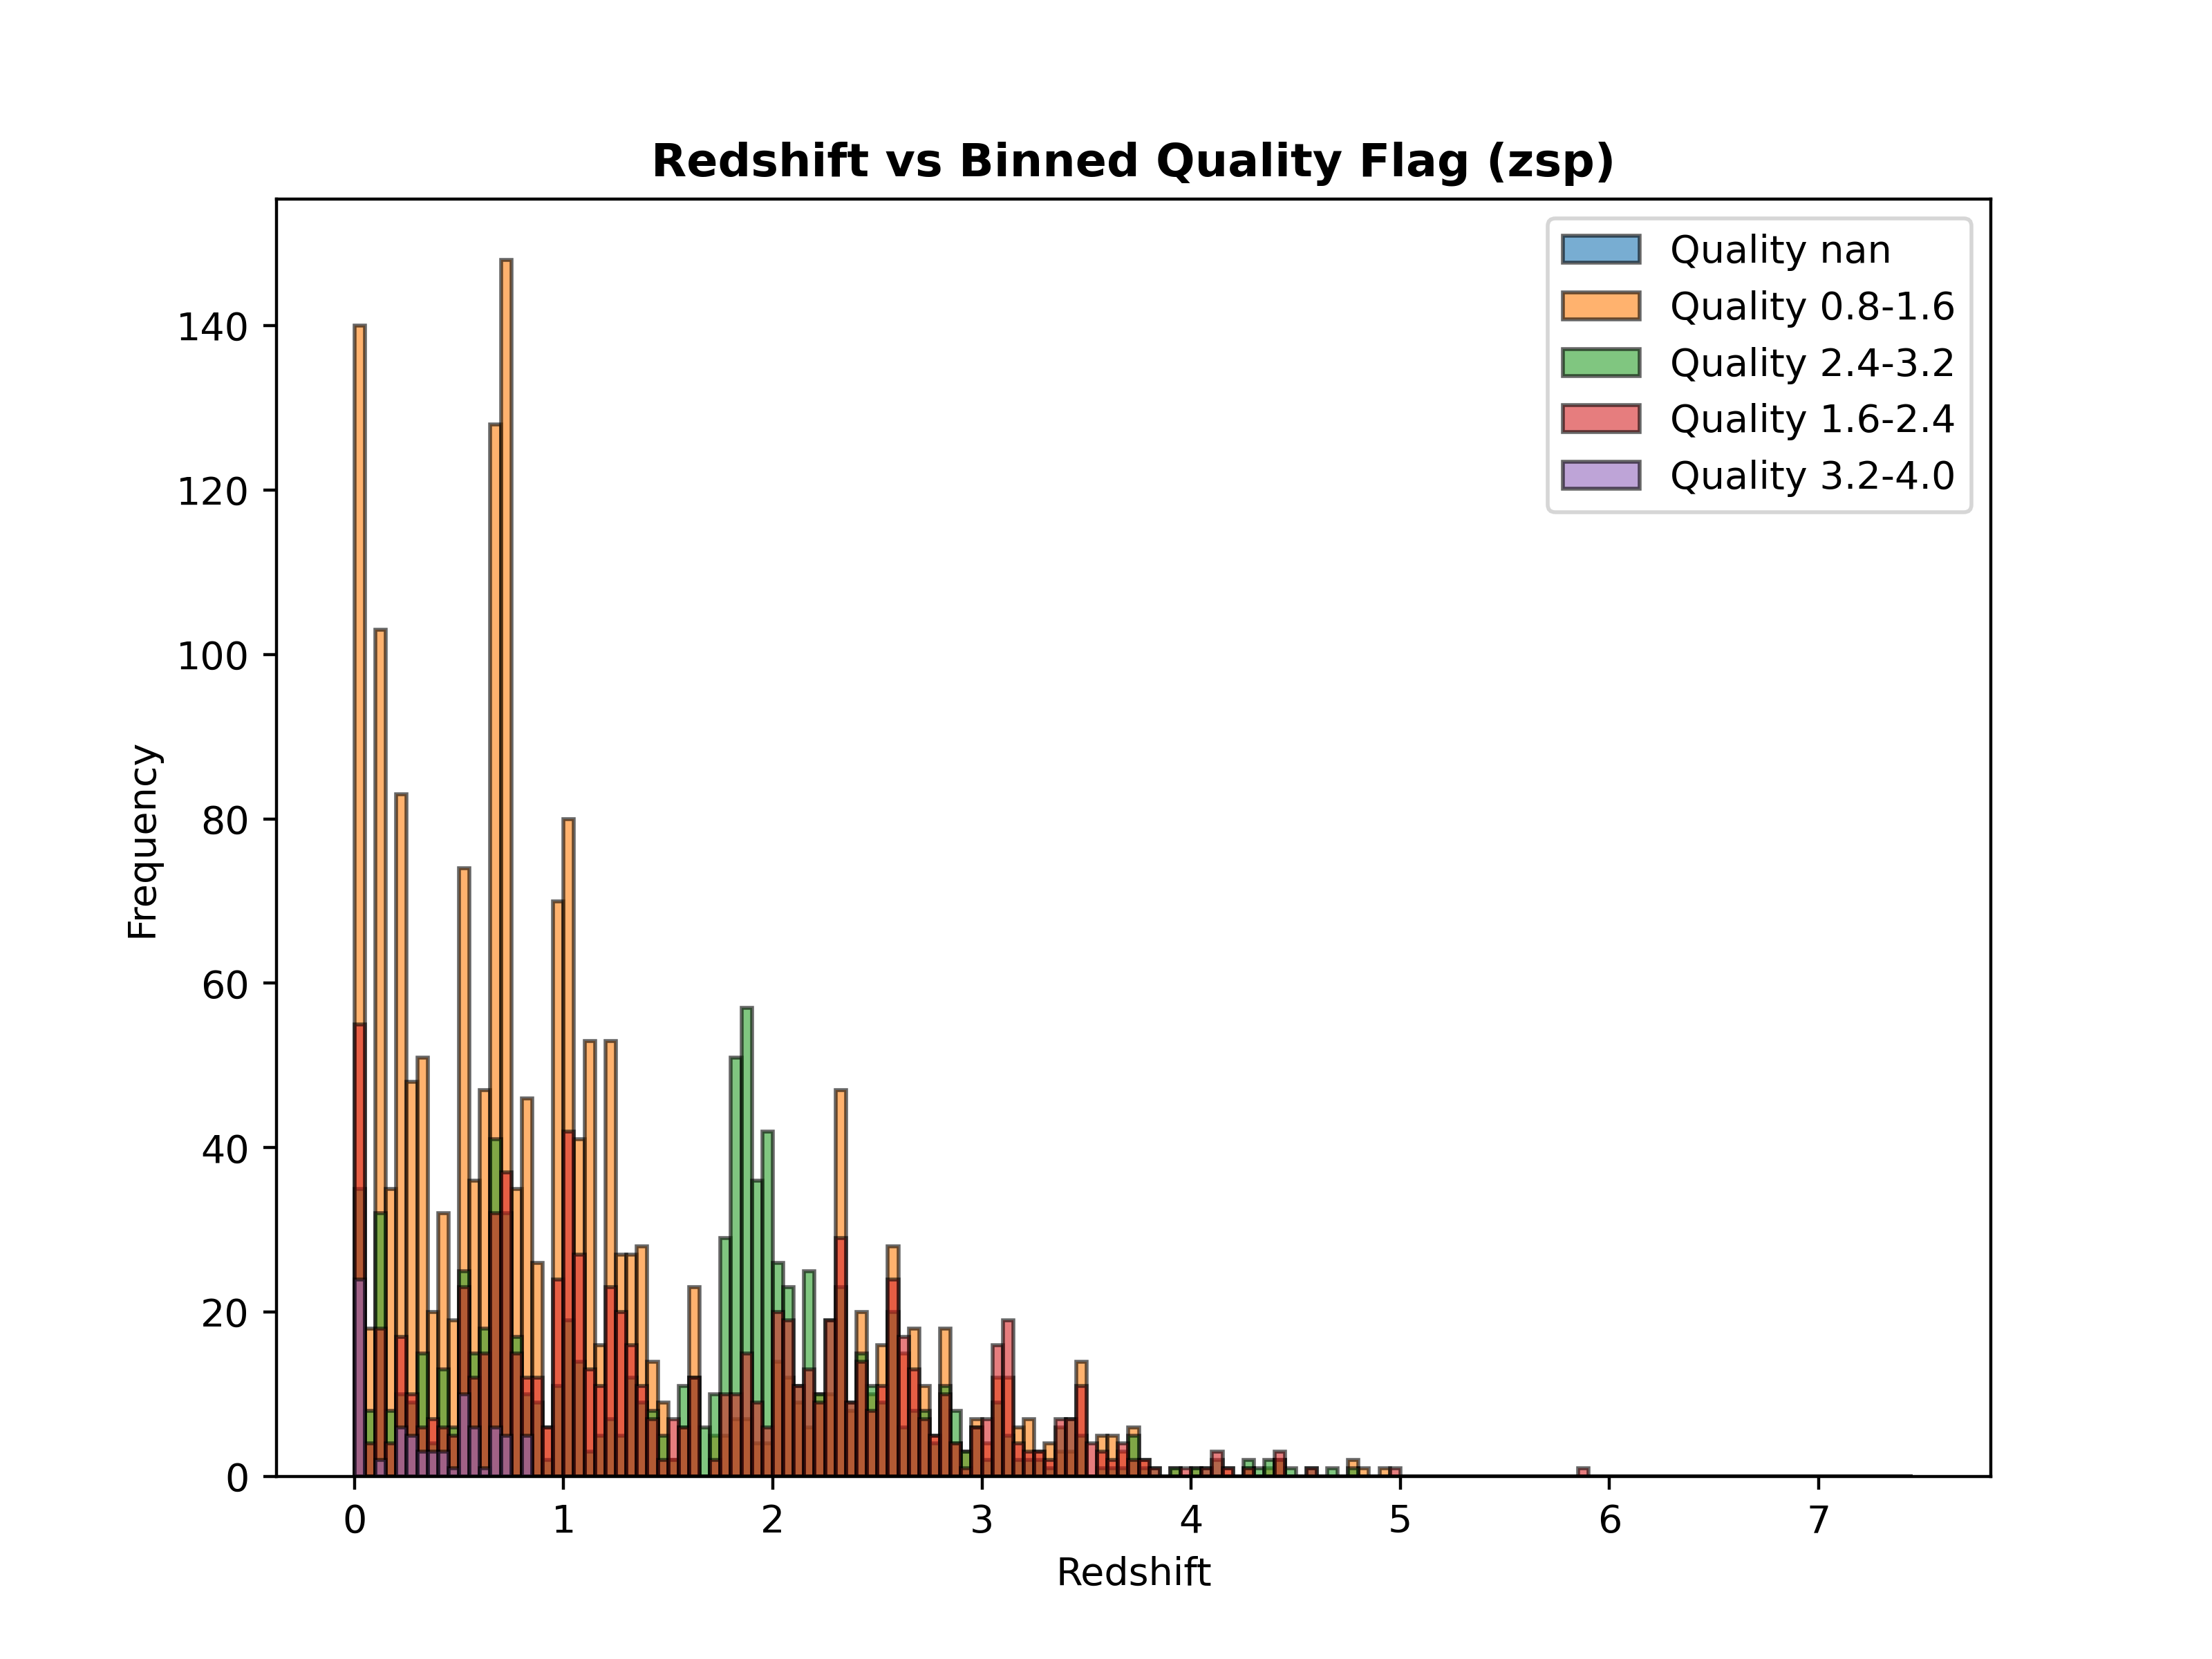 Redshift vs Binned Quality Flag (zsp)
Quality nan
Quality 0.8-1.6
Quality 2.4-3.2
Quality 1.6-2.4
Quality 3.2-4.0
140
120
100
80
60
40
20
0
Frequency
0 1 2 3 4 5 6 7
Redshift